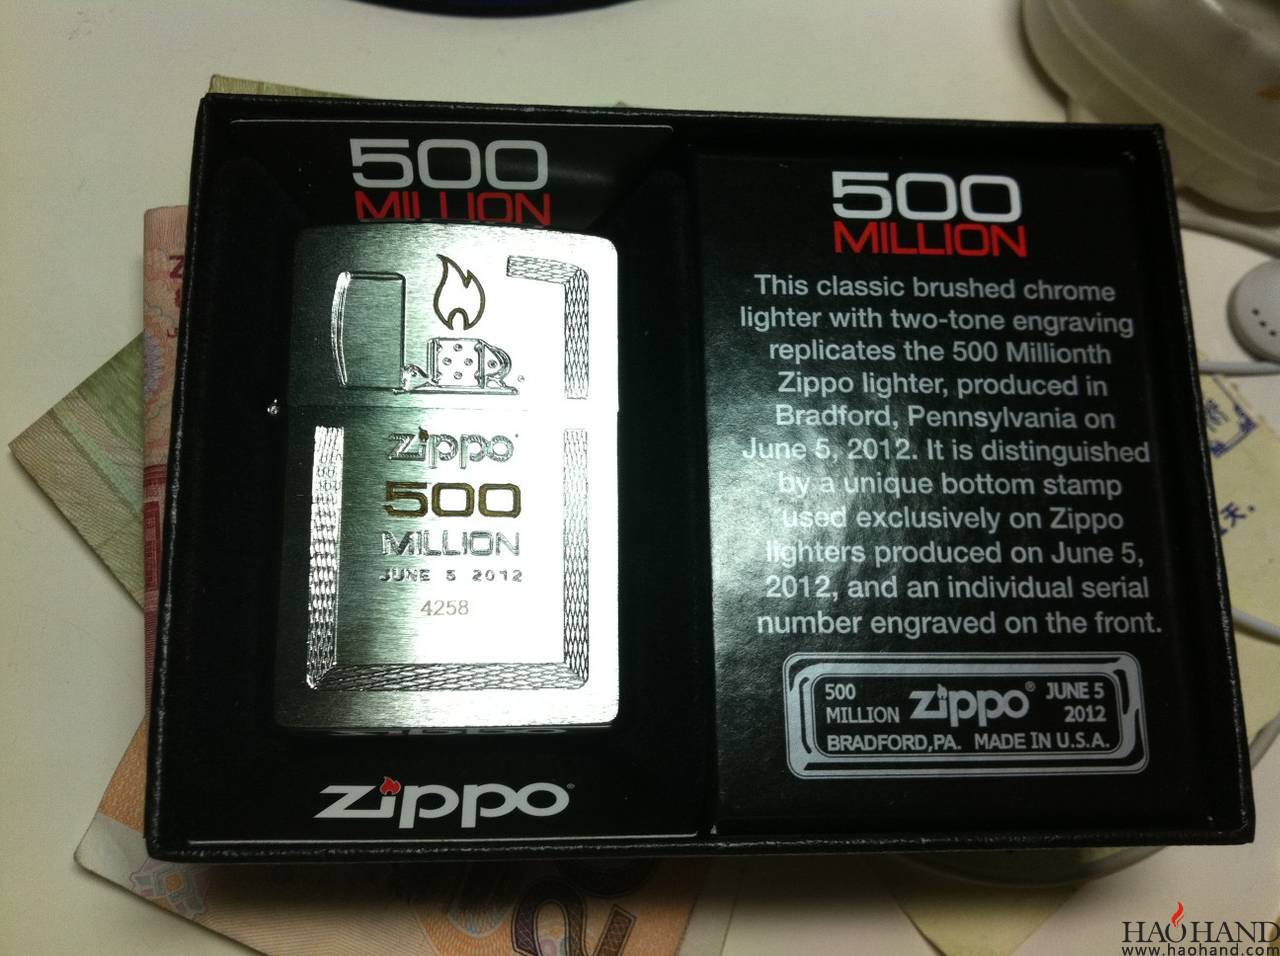 500
MILLION
zippo
500
MILLION
JUNE 5 2012
4258
zippo
500
MILLION
This classic brushed chrome
lighter with two-tone engraving
replicates the 500 Millionth
Zippo lighter, produced in
Bradford, Pennsylvania on
June 5, 2012. It is distinguished
by a unique bottom stamp
used exclusively on Zippo
lighters produced on June 5,
2012, and an individual serial
number engraved on the front.
500 MILLION zippo® JUNE 5 2012
BRADFORD, PA. MADE IN U.S.A.
HAOHAND
www.haohand.com